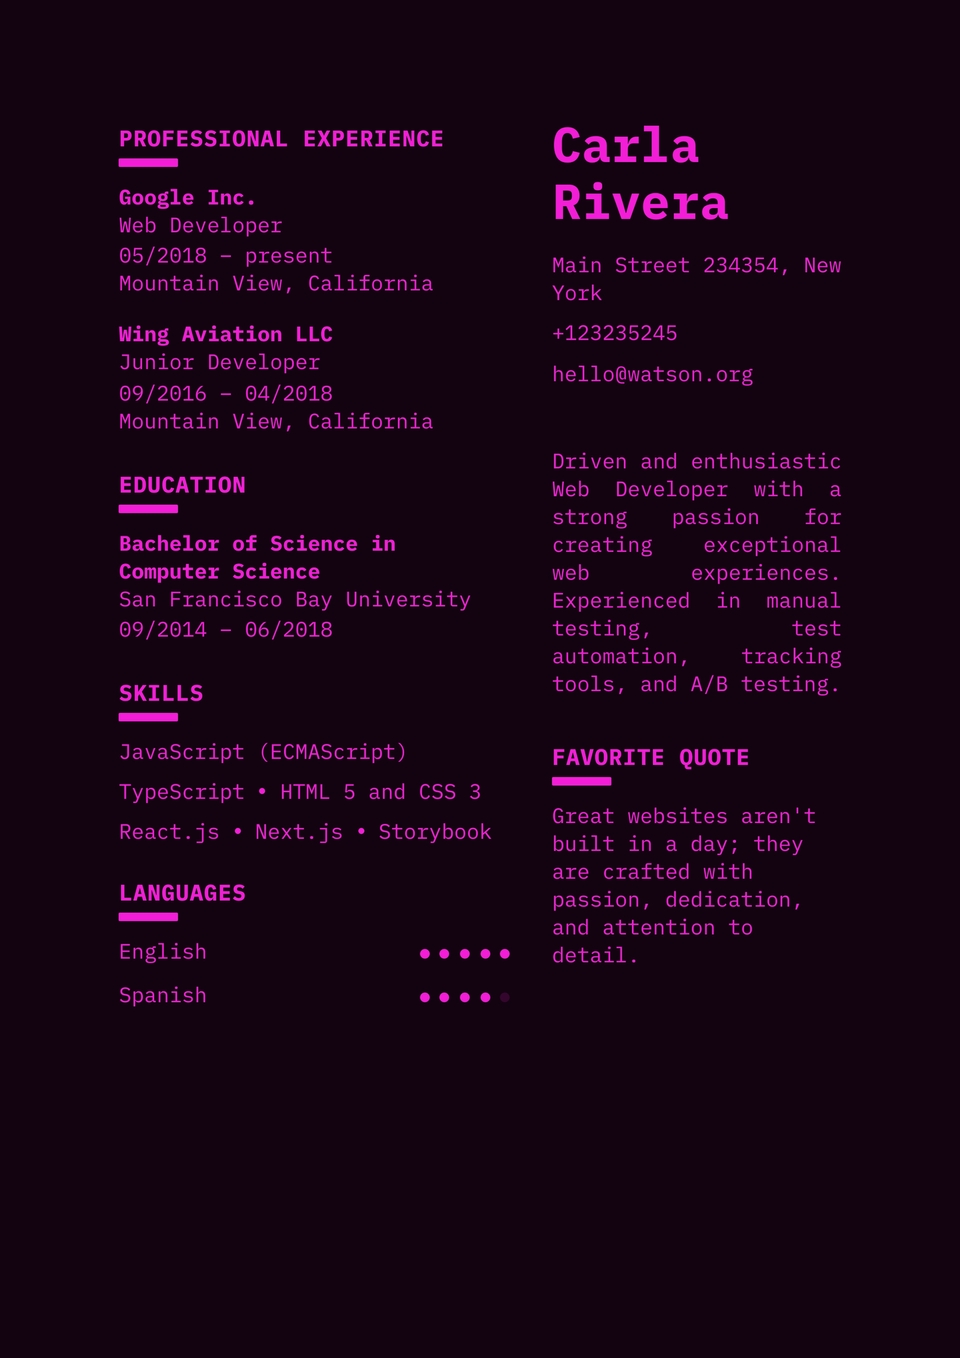 PROFESSIONAL EXPERIENCE
Google Inc.
Web Developer
05/2018 – present
Mountain View, California
Wing Aviation LLC
Junior Developer
09/2016 – 04/2018
Mountain View, California
EDUCATION
Bachelor of Science in
Computer Science
San Francisco Bay University
09/2014 – 06/2018
SKILLS
JavaScript (ECMAScript)
TypeScript • HTML 5 and CSS 3
React.js • Next.js • Storybook
LANGUAGES
English
Spanish
Carla
Rivera
Main Street 234354, New
York
+123235245
hello@watson.org
Driven and enthusiastic
Web Developer with a
strong passion for
creating exceptional
web experiences.
Experienced in manual
testing, test
automation, tracking
tools, and A/B testing.
FAVORITE QUOTE
Great websites aren't
built in a day; they
are crafted with
passion, dedication,
and attention to
detail.